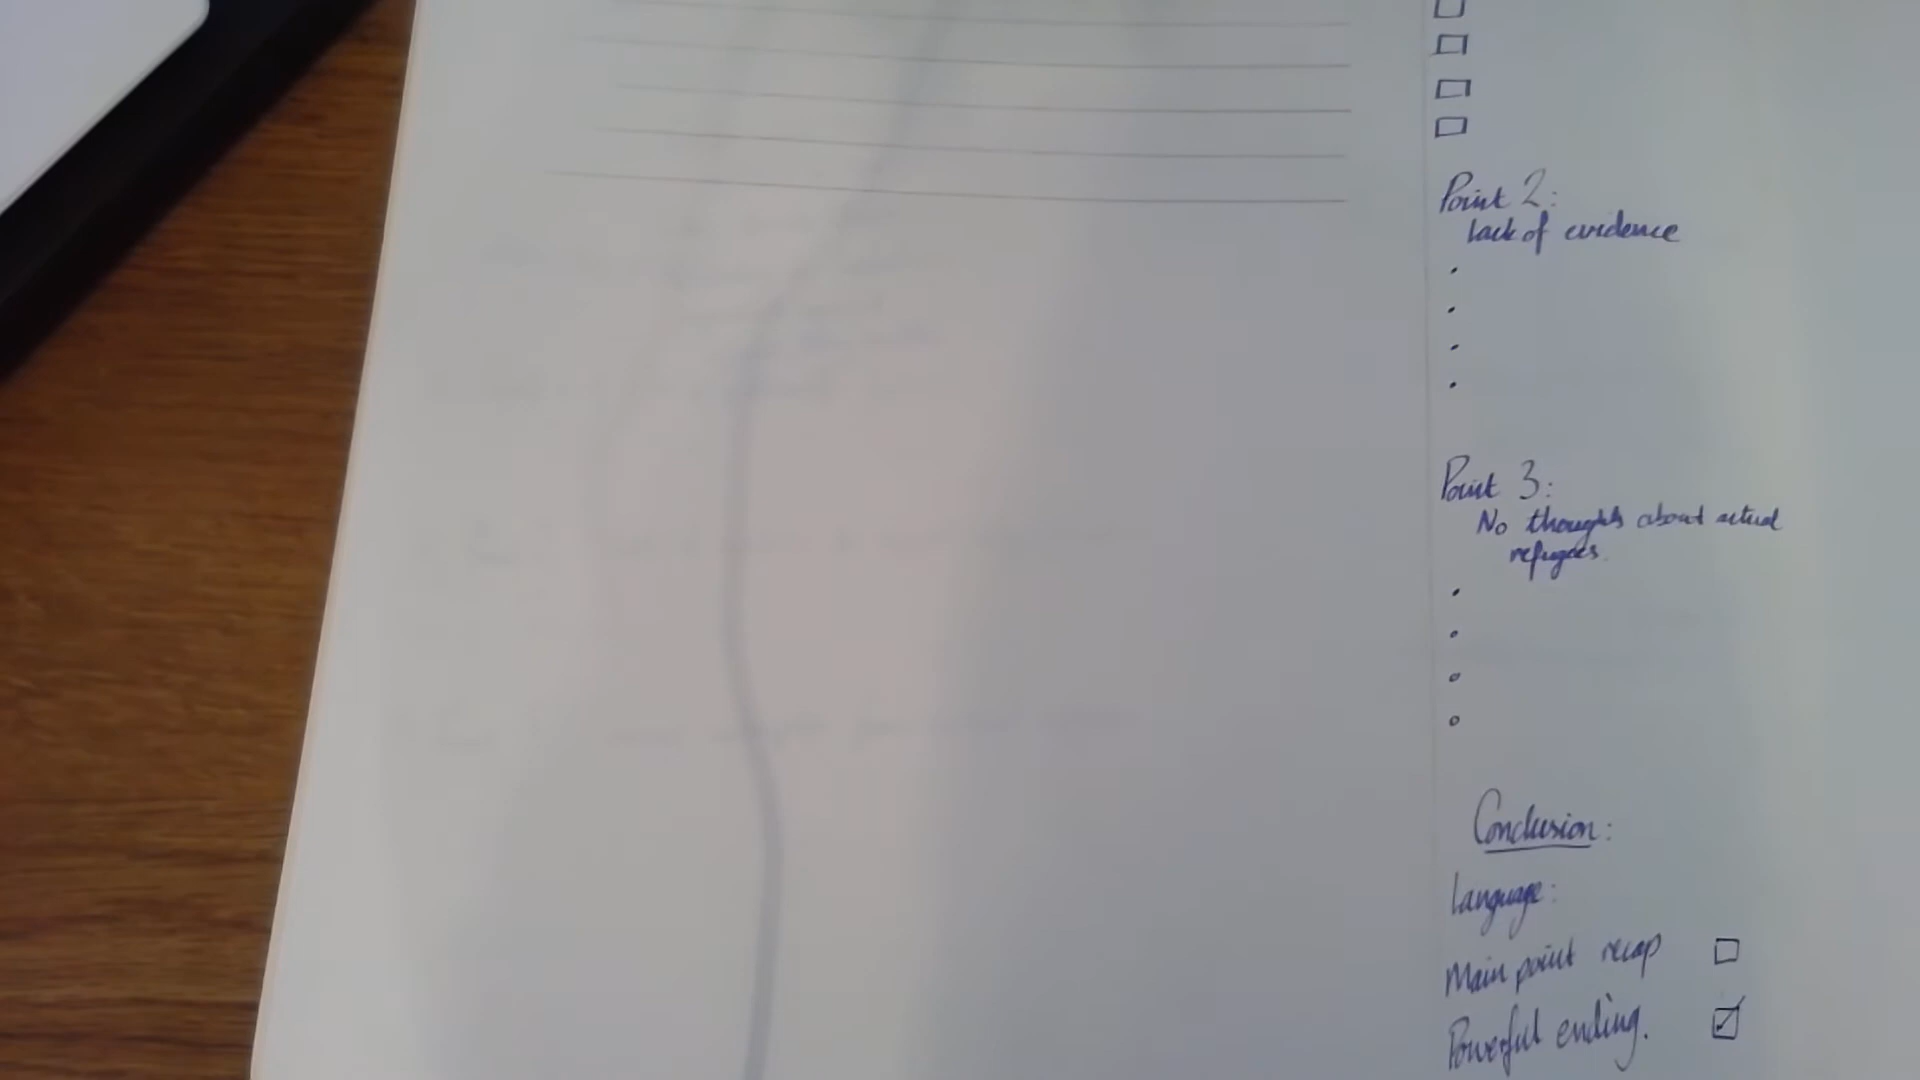 Point 2:
lack of evidence
Point 3:
No thoughts about actual
refugees.
Conclusion:
language:
Main point recap
Powerful ending.